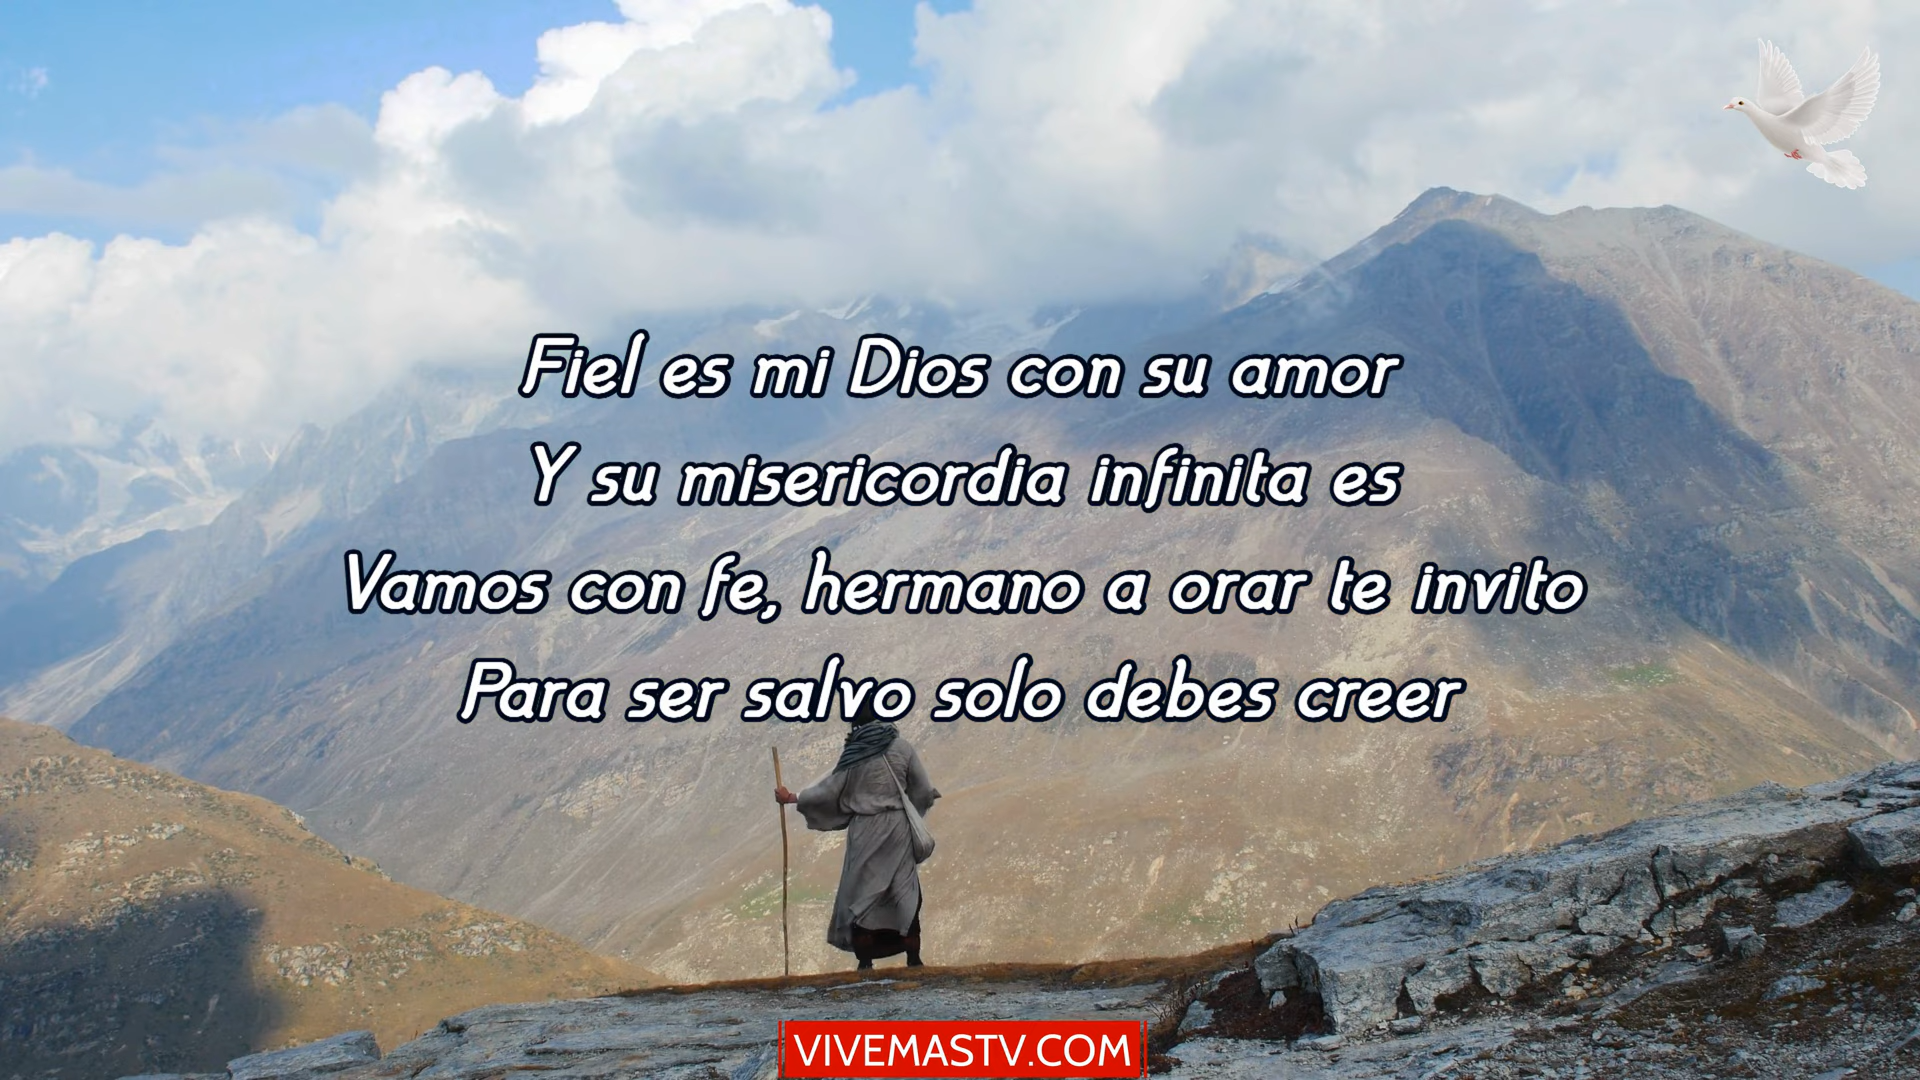 Fiel es mi Dios con su amor
Y su misericordia infinita es
Vamos con fe, hermano a orar te invito
Para ser salvo solo debes creer
VIVEMASTV.COM